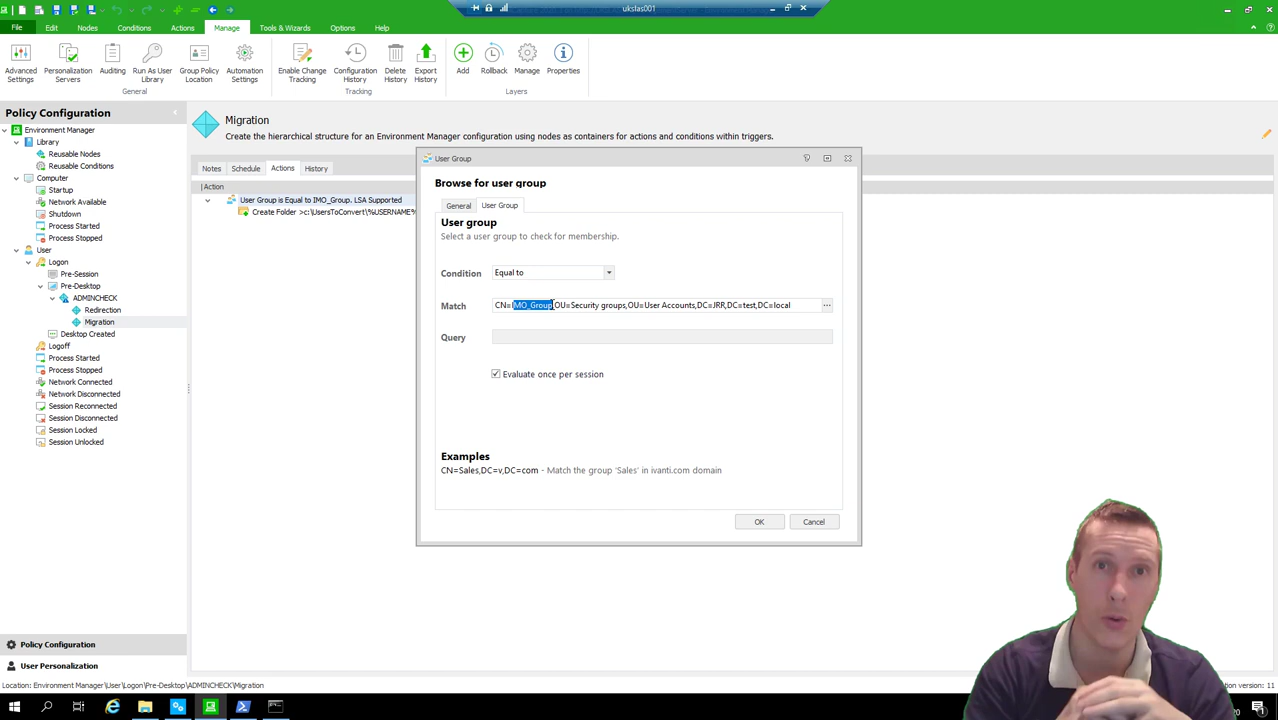 uksfas001
File Edit Nodes Conditions Actions Manage Tools & Wizards Options Help
Advanced Settings
Personalization Servers
Auditing
Run As User Library
Group Policy Location
Automation Settings
Enable Change Tracking
Configuration History
Delete History
Export History
Add
Rollback
Manage
Properties
General
Tracking
Layers
Policy Configuration
Environment Manager
Library
Reusable Nodes
Reusable Conditions
Computer
Startup
Network Available
Shutdown
Process Started
Process Stopped
User
Logon
Pre-Session
Pre-Desktop
ADMINCHECK
Redirection
Migration
Desktop Created
Logoff
Process Started
Process Stopped
Network Connected
Network Disconnected
Session Reconnected
Session Disconnected
Session Locked
Session Unlocked
Policy Configuration
User Personalization
Migration
Create the hierarchical structure for an Environment Manager configuration using nodes as containers for actions and conditions within triggers.
Notes Schedule Actions History
Action
User Group is Equal to IMO_Group. LSA Supported
Create Folder >c:\UsersToConvert\%USERNAME%
User Group
Browse for user group
General User Group
User group
Select a user group to check for membership.
Condition Equal to
Match CN=IMO_Group,OU=Security groups,OU=User Accounts,DC=JRR,DC=test,DC=local ...
Query
Evaluate once per session
Examples
CN=Sales,DC=v,DC=com - Match the group 'Sales' in ivanti.com domain
OK Cancel
Location: Environment Manager\User\Logon\Pre-Desktop\ADMINCHECK\Migration
version: 11